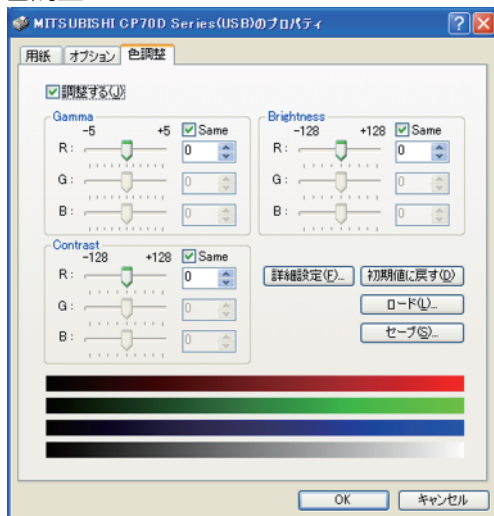 MITSUBISHI CP70D Series(USB)のプロパティ
用紙 オプション 色調整
調整する(J)
Gamma
-5 +5 Same
R: 0
G: 0
B: 0
Brightness
-128 +128 Same
R: 0
G: 0
B: 0
Contrast
-128 +128 Same
R: 0
G: 0
B: 0
詳細設定(F)... 初期値に戻す(D)
ロード(L)...
セーブ(S)...
OK キャンセル